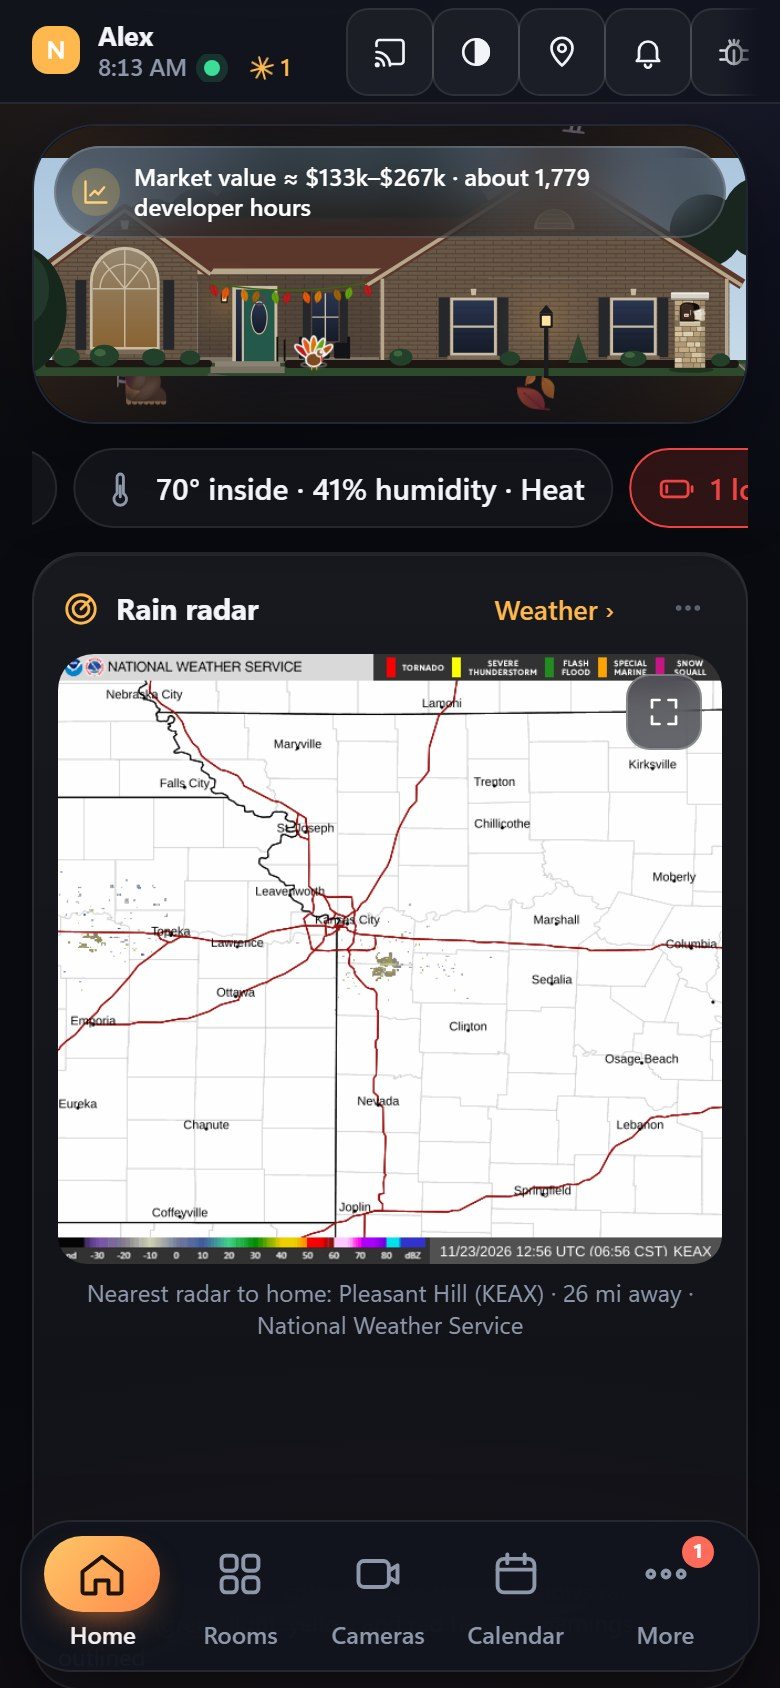 N
Alex
8:13 AM
1
Market value ≈ $133k–$267k · about 1,779
developer hours
70° inside · 41% humidity · Heat
Rain radar
Weather ›
NATIONAL WEATHER SERVICE
TORNADO
SEVERE
THUNDERSTORM
FLASH
FLOOD
SPECIAL
MARINE
SNOW
SQUALL
Nebraska City
Lamoni
Maryville
Kirksville
Falls City
Trenton
St. Joseph
Chillicothe
Leavenworth
Moberly
Kansas City
Marshall
Topeka
Lawrence
Columbia
Sedalia
Ottawa
Emporia
Clinton
Osage Beach
Eureka
Nevada
Chanute
Lebanon
Springfield
Coffeyville
Joplin
-30 -20 -10 0 10 20 30 40 50 60 70 80 dBZ
11/23/2026 12:56 UTC (06:56 CST) KEAX
Nearest radar to home: Pleasant Hill (KEAX) · 26 mi away ·
National Weather Service
1
Home
Rooms
Cameras
Calendar
More
outlined